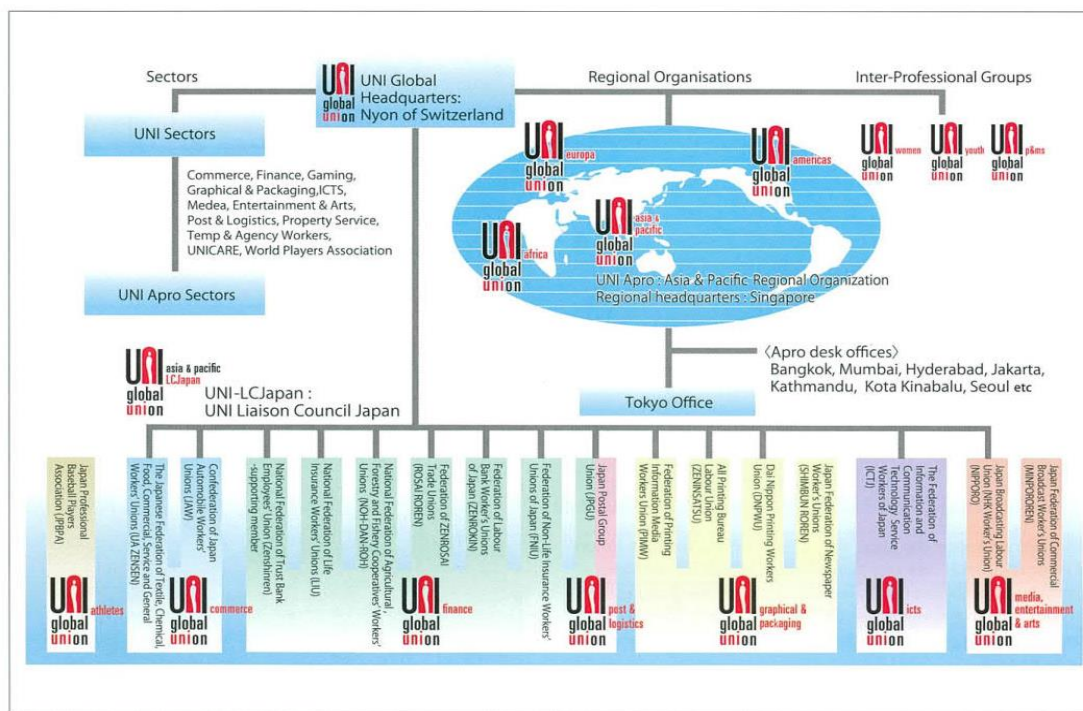 Sectors
UNI
global
union
UNI Global
Headquarters:
Nyon of Switzerland
Regional Organisations
Inter-Professional Groups
UNI Sectors
Commerce, Finance, Gaming,
Graphical & Packaging,ICTS,
Medea, Entertainment & Arts,
Post & Logistics, Property Service,
Temp & Agency Workers,
UNICARE, World Players Association
UNI Apro Sectors
UNI europa
global
union
UNI americas
global
union
UNI africa
global
union
UNI asia &
pacific
global
union
UNI Apro : Asia & Pacific Regional Organization
Regional headquarters : Singapore
UNI women
global
union
UNI youth
global
union
UNI p&ms
global
union
〈Apro desk offices〉
Bangkok, Mumbai, Hyderabad, Jakarta,
Kathmandu, Kota Kinabalu, Seoul etc
Tokyo Office
UNI asia & pacific
LCJapan
global
union
UNI-LCJapan :
UNI Liaison Council Japan
Japan Professional
Baseball Players
Association (JPBPA)
The Japanese Federation of Textile, Chemical,
Food, Commercial, Service and General
Workers' Unions (UA ZENSEN)
Confederation of Japan
Automobile Workers'
Unions (JAW)
National Federation of Trust Bank
Employees' Union (Zenshinren)
-supporting member
National Federation of Life
Insurance Workers' Unions (LIU)
National Federation of Agricultural,
Forestry and Fishery Cooperatives' Workers'
Unions (NOH-DAN-ROH)
Federation of ZENROSAI
Trade Unions
(ROSAI ROREN)
Federation of Labour
Bank Worker's Unions
of Japan (ZENROKIN)
Federation of Non-Life Insurance Workers'
Unions of Japan (FNIU)
Japan Postal Group
Union (JPGU)
Federation of Printing
Information Media
Workers Union (PIMW)
All Printing Bureau
Labour Union
(ZENINSATSU)
Dai Nippon Printing Workers
Union (DNPWU)
Japan Federation of Newspaper
Worker's Unions
(SHIMBUN ROREN)
The Federation of
Information and
Communication
Technology Service
Workers of Japan
(ICTJ)
Japan Broadcasting Labour
Union (NHK Worker's Union)
(NIPPORO)
Japan Federation of Commercial
Broadcast Worker's Unions
(MINPOROREN)
UNI athletes
global
union
UNI commerce
global
union
UNI finance
global
union
UNI post &
logistics
global
union
UNI graphical &
packaging
global
union
UNI icts
global
union
UNI media,
entertainment
& arts
global
union